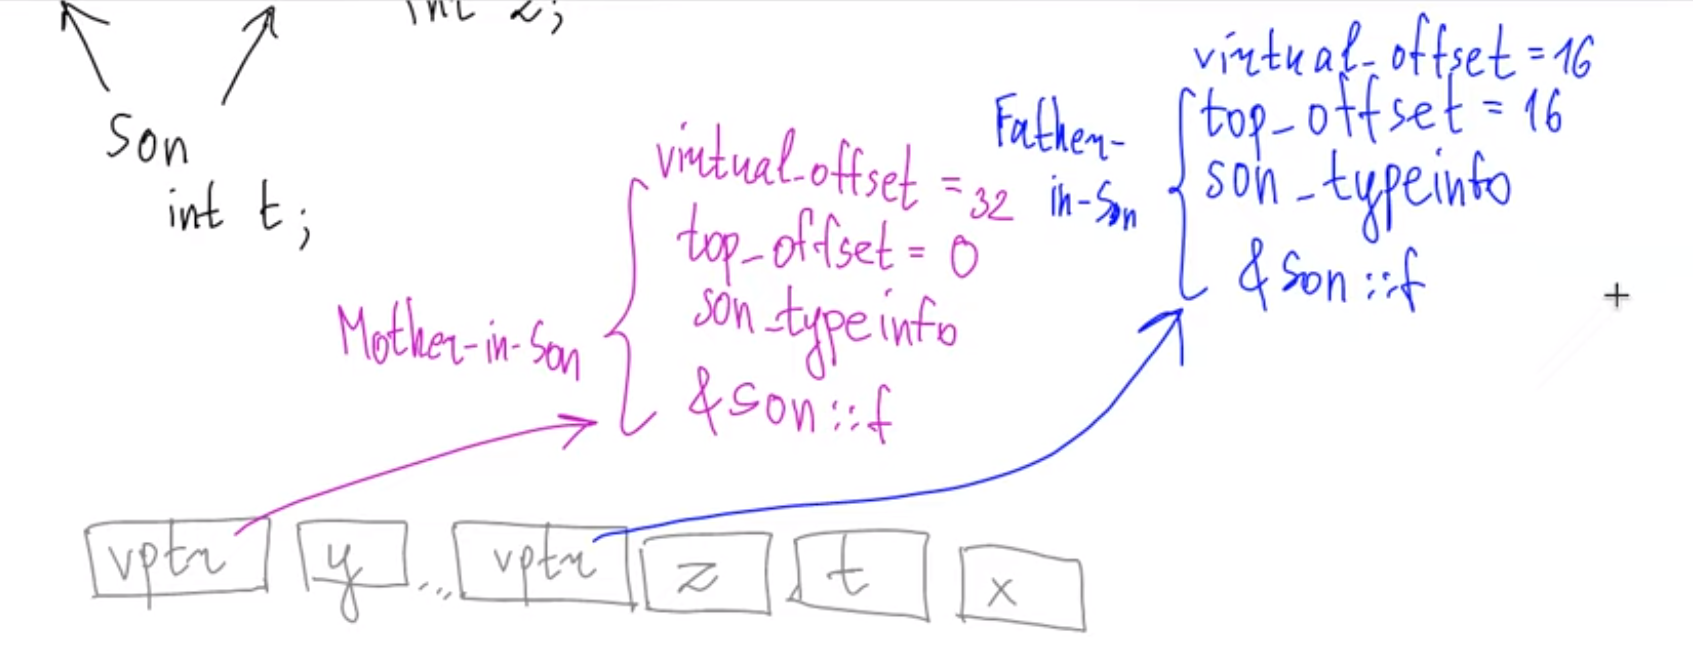 int z;
Son
int t;
Mother-in-Son
virtual_offset = 32
top_offset = 0
son_typeinfo
&Son::f
Father-
in-Son
virtual_offset = 16
top_offset = 16
son_typeinfo
&Son::f
vptr
y
...
vptr
z
t
x